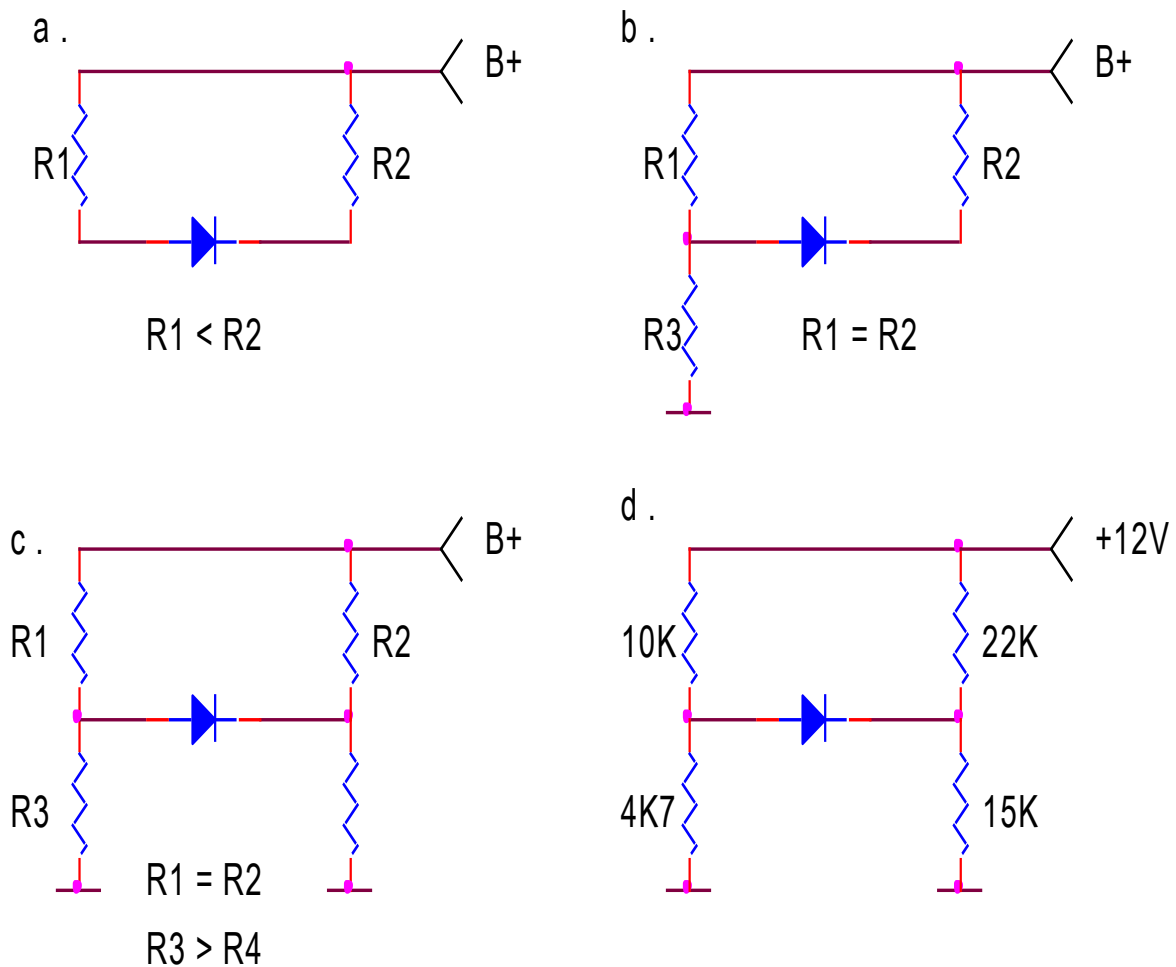 a .
B+
R1
R2
R1 < R2
b .
B+
R1
R2
R3
R1 = R2
c .
B+
R1
R2
R3
R1 = R2
R3 > R4
d .
+12V
10K
22K
4K7
15K